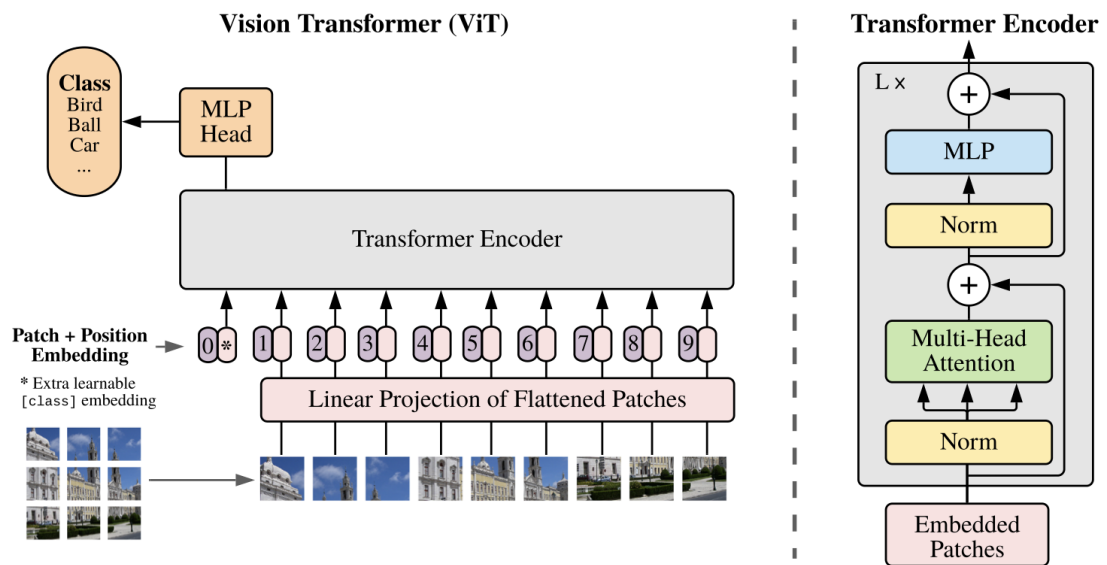 Vision Transformer (ViT)
Class
Bird
Ball
Car
...
MLP
Head
Transformer Encoder
0 * 1 2 3 4 5 6 7 8 9
Patch + Position
Embedding
* Extra learnable
[class] embedding
Linear Projection of Flattened Patches
Transformer Encoder
L ×
+
MLP
Norm
+
Multi-Head
Attention
Norm
Embedded
Patches